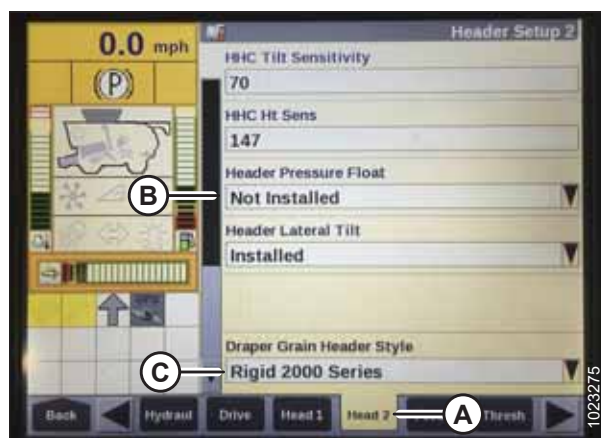 0.0 mph
Header Setup 2
(P)
HHC Tilt Sensitivity
70
HHC Ht Sens
147
Header Pressure Float
B
Not Installed
Header Lateral Tilt
Installed
Draper Grain Header Style
C
Rigid 2000 Series
Back
Hydraul
Drive
Head 1
Head 2
A
Thresh
1023275